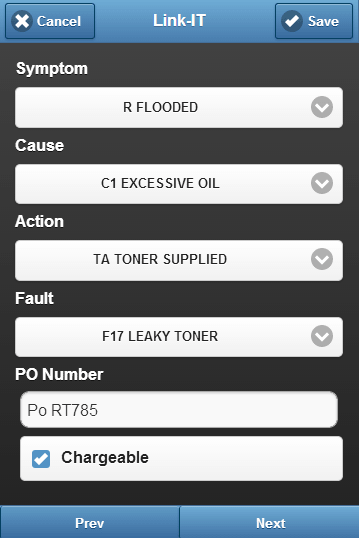 Cancel Link-IT Save
Symptom
R FLOODED
Cause
C1 EXCESSIVE OIL
Action
TA TONER SUPPLIED
Fault
F17 LEAKY TONER
PO Number
Po RT785
Chargeable
Prev Next